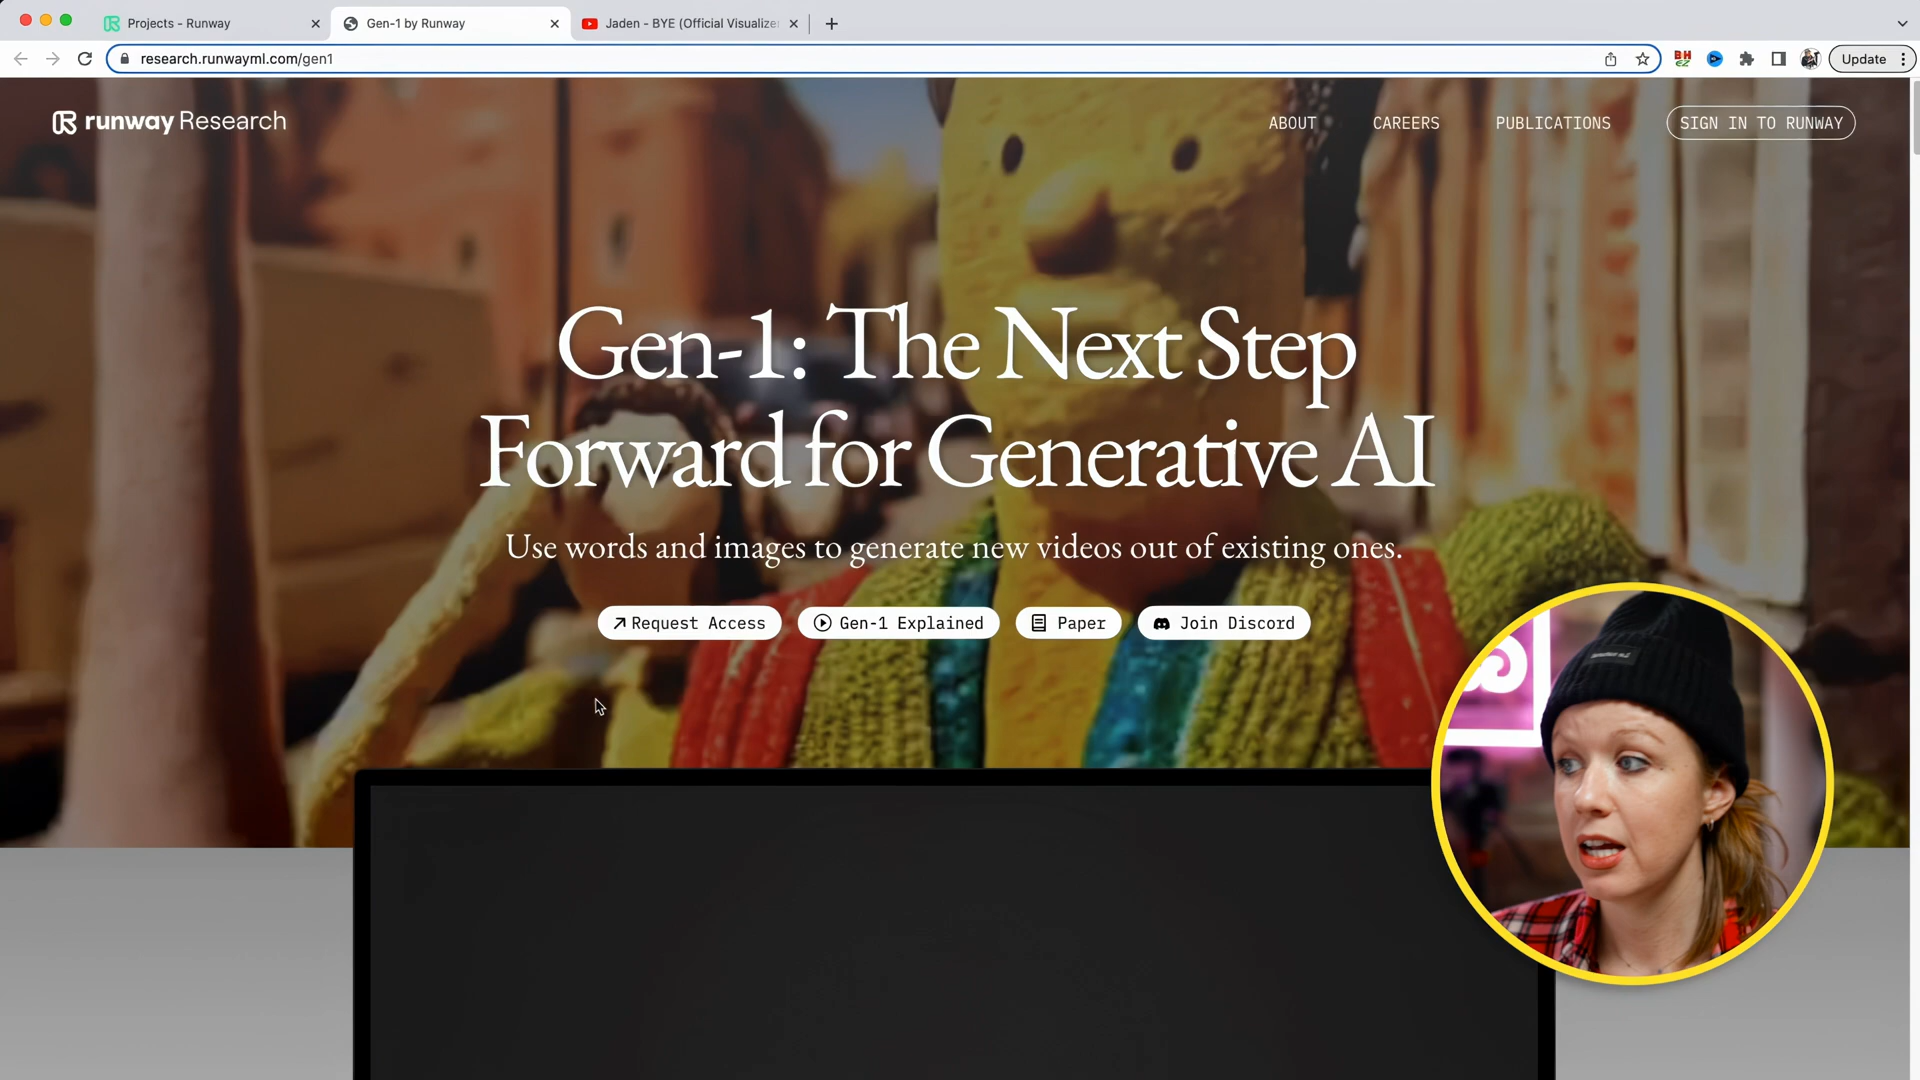 Projects - Runway
Gen-1 by Runway
Jaden - BYE (Official Visualize
research.runwayml.com/gen1
BH
Update
runway Research
ABOUT
CAREERS
PUBLICATIONS
SIGN IN TO RUNWAY
Gen-1: The Next Step
Forward for Generative AI
Use words and images to generate new videos out of existing ones.
Request Access
Gen-1 Explained
Paper
Join Discord